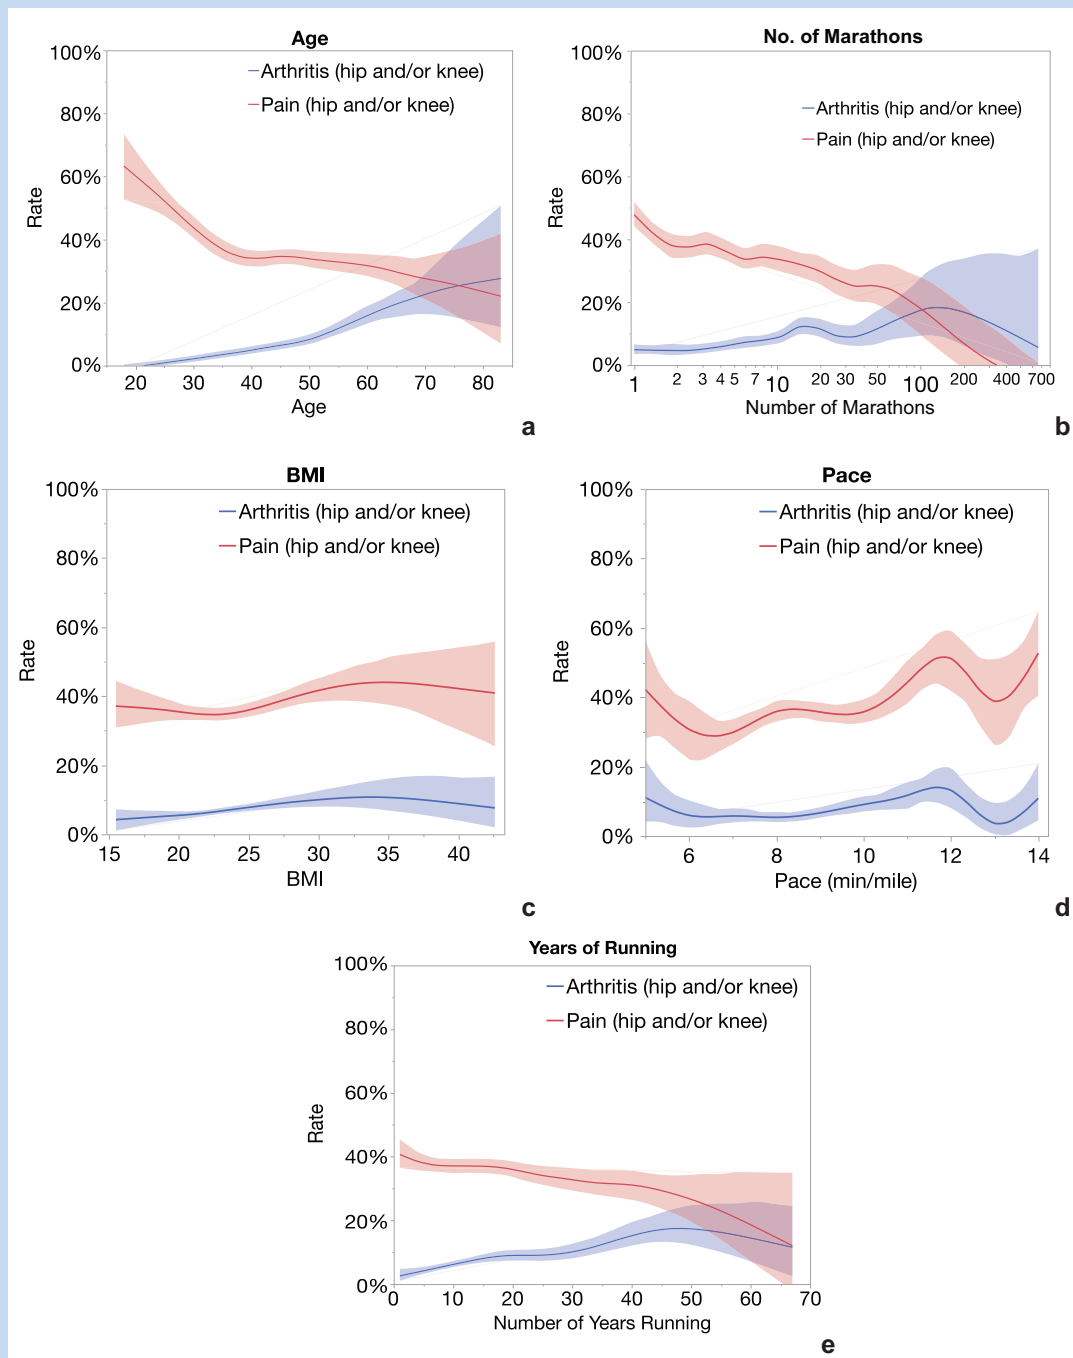 Age
100%
80%
60%
40%
20%
0%
Rate
Arthritis (hip and/or knee)
Pain (hip and/or knee)
20 30 40 50 60 70 80
Age
a
No. of Marathons
100%
80%
60%
40%
20%
0%
Rate
Arthritis (hip and/or knee)
Pain (hip and/or knee)
1 2 3 4 5 7 10 20 30 50 100 200 400 700
Number of Marathons
b
BMI
100%
80%
60%
40%
20%
0%
Rate
Arthritis (hip and/or knee)
Pain (hip and/or knee)
15 20 25 30 35 40
BMI
c
Pace
100%
80%
60%
40%
20%
0%
Rate
Arthritis (hip and/or knee)
Pain (hip and/or knee)
6 8 10 12 14
Pace (min/mile)
d
Years of Running
100%
80%
60%
40%
20%
0%
Rate
Arthritis (hip and/or knee)
Pain (hip and/or knee)
0 10 20 30 40 50 60 70
Number of Years Running
e